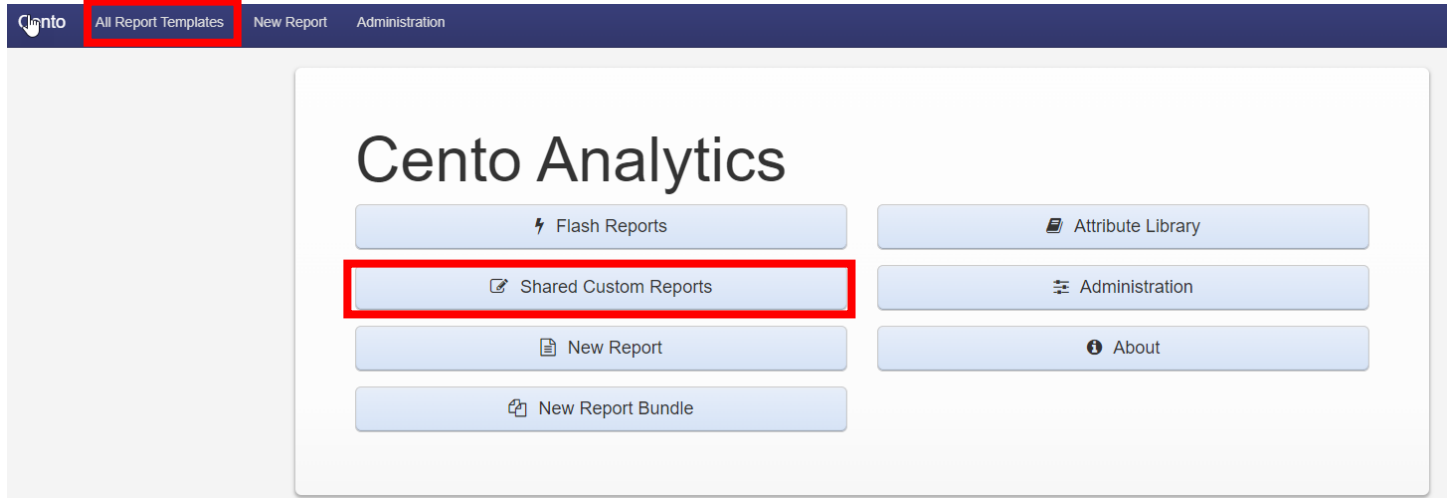 Cento All Report Templates New Report Administration
Cento Analytics
Flash Reports
Attribute Library
Shared Custom Reports
Administration
New Report
About
New Report Bundle